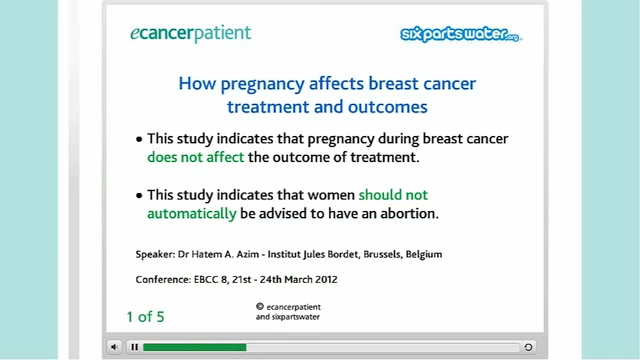 ecancerpatient
sixpartswater.org
How pregnancy affects breast cancer
treatment and outcomes
• This study indicates that pregnancy during breast cancer
does not affect the outcome of treatment.
• This study indicates that women should not
automatically be advised to have an abortion.
Speaker: Dr Hatem A. Azim - Institut Jules Bordet, Brussels, Belgium
Conference: EBCC 8, 21st - 24th March 2012
© ecancerpatient
and sixpartswater
1 of 5